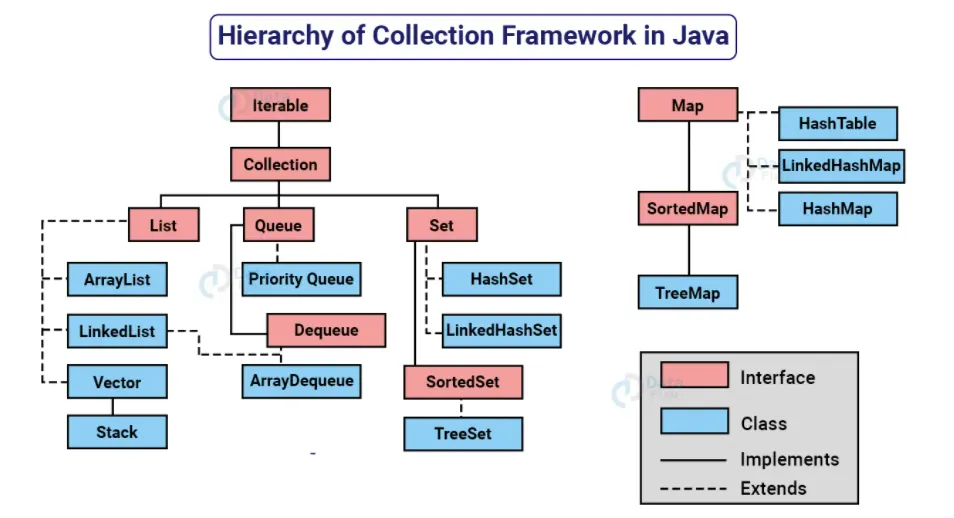 Hierarchy of Collection Framework in Java
Iterable
Collection
List
Queue
Set
ArrayList
Priority Queue
HashSet
LinkedList
Dequeue
LinkedHashSet
Vector
ArrayDequeue
SortedSet
Stack
TreeSet
Map
HashTable
LinkedHashMap
SortedMap
HashMap
TreeMap
Interface
Class
Implements
Extends